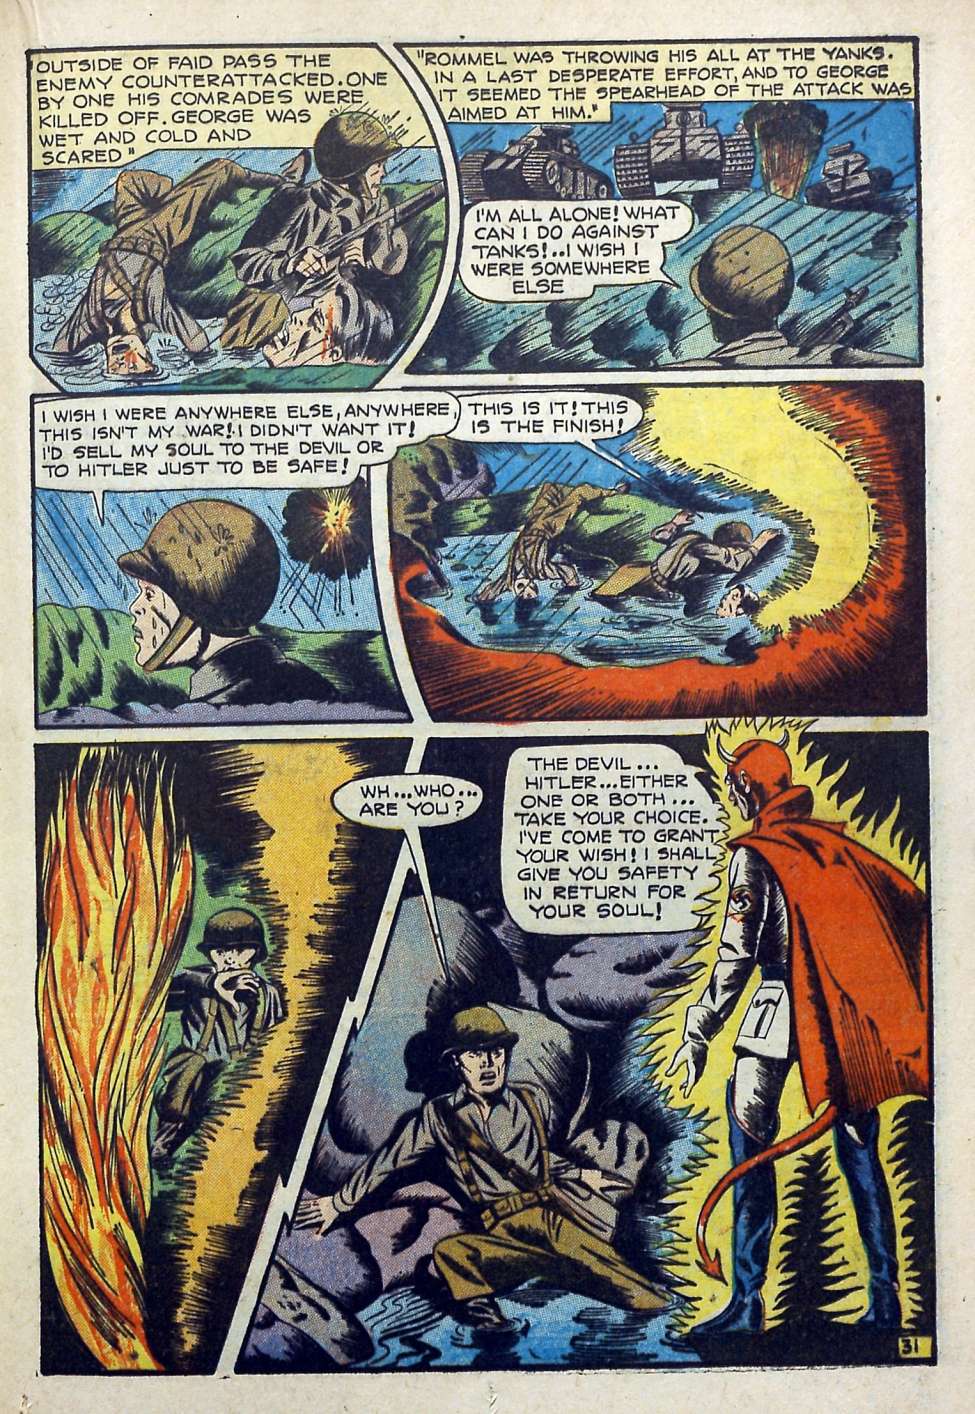 OUTSIDE OF FAID PASS THE
ENEMY COUNTERATTACKED. ONE
BY ONE HIS COMRADES WERE
KILLED OFF. GEORGE WAS
WET AND COLD AND
SCARED"
"ROMMEL WAS THROWING HIS ALL AT THE YANKS.
IN A LAST DESPERATE EFFORT, AND TO GEORGE
IT SEEMED THE SPEARHEAD OF THE ATTACK WAS
AIMED AT HIM."
I'M ALL ALONE! WHAT
CAN I DO AGAINST
TANKS!..I WISH I
WERE SOMEWHERE
ELSE
I WISH I WERE ANYWHERE ELSE, ANYWHERE,
THIS ISN'T MY WAR! I DIDN'T WANT IT!
I'D SELL MY SOUL TO THE DEVIL OR
TO HITLER JUST TO BE SAFE!
THIS IS IT! THIS
IS THE FINISH!
WH...WHO...
ARE YOU?
THE DEVIL...
HITLER...EITHER
ONE OR BOTH...
TAKE YOUR CHOICE.
I'VE COME TO GRANT
YOUR WISH! I SHALL
GIVE YOU SAFETY
IN RETURN FOR
YOUR SOUL!
31